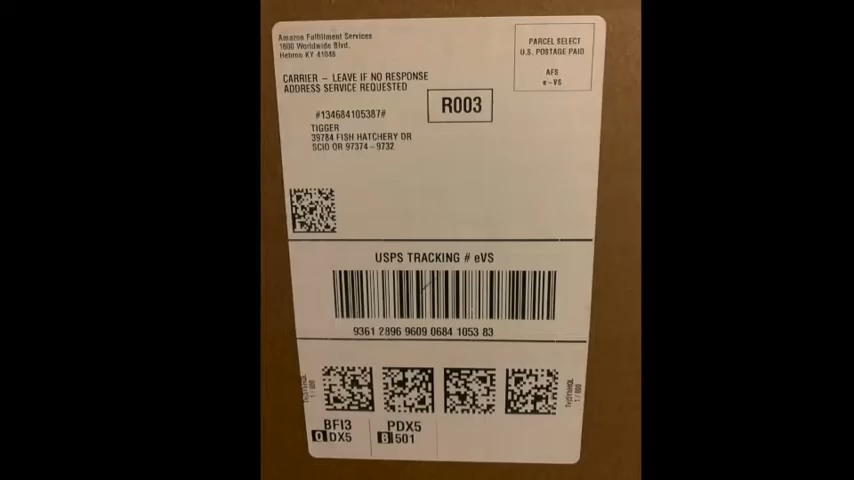 Amazon Fulfillment Services
1600 Worldwide Blvd.
Hebron KY 41048
PARCEL SELECT
U.S. POSTAGE PAID
AFS
e-VS
CARRIER - LEAVE IF NO RESPONSE
ADDRESS SERVICE REQUESTED
R003
#134684105387#
TIGGER
39784 FISH HATCHERY DR
SCIO OR 97374-9732
USPS TRACKING # eVS
9361 2896 9609 0684 1053 83
BFI3
PDX5
0 DX5
B 501